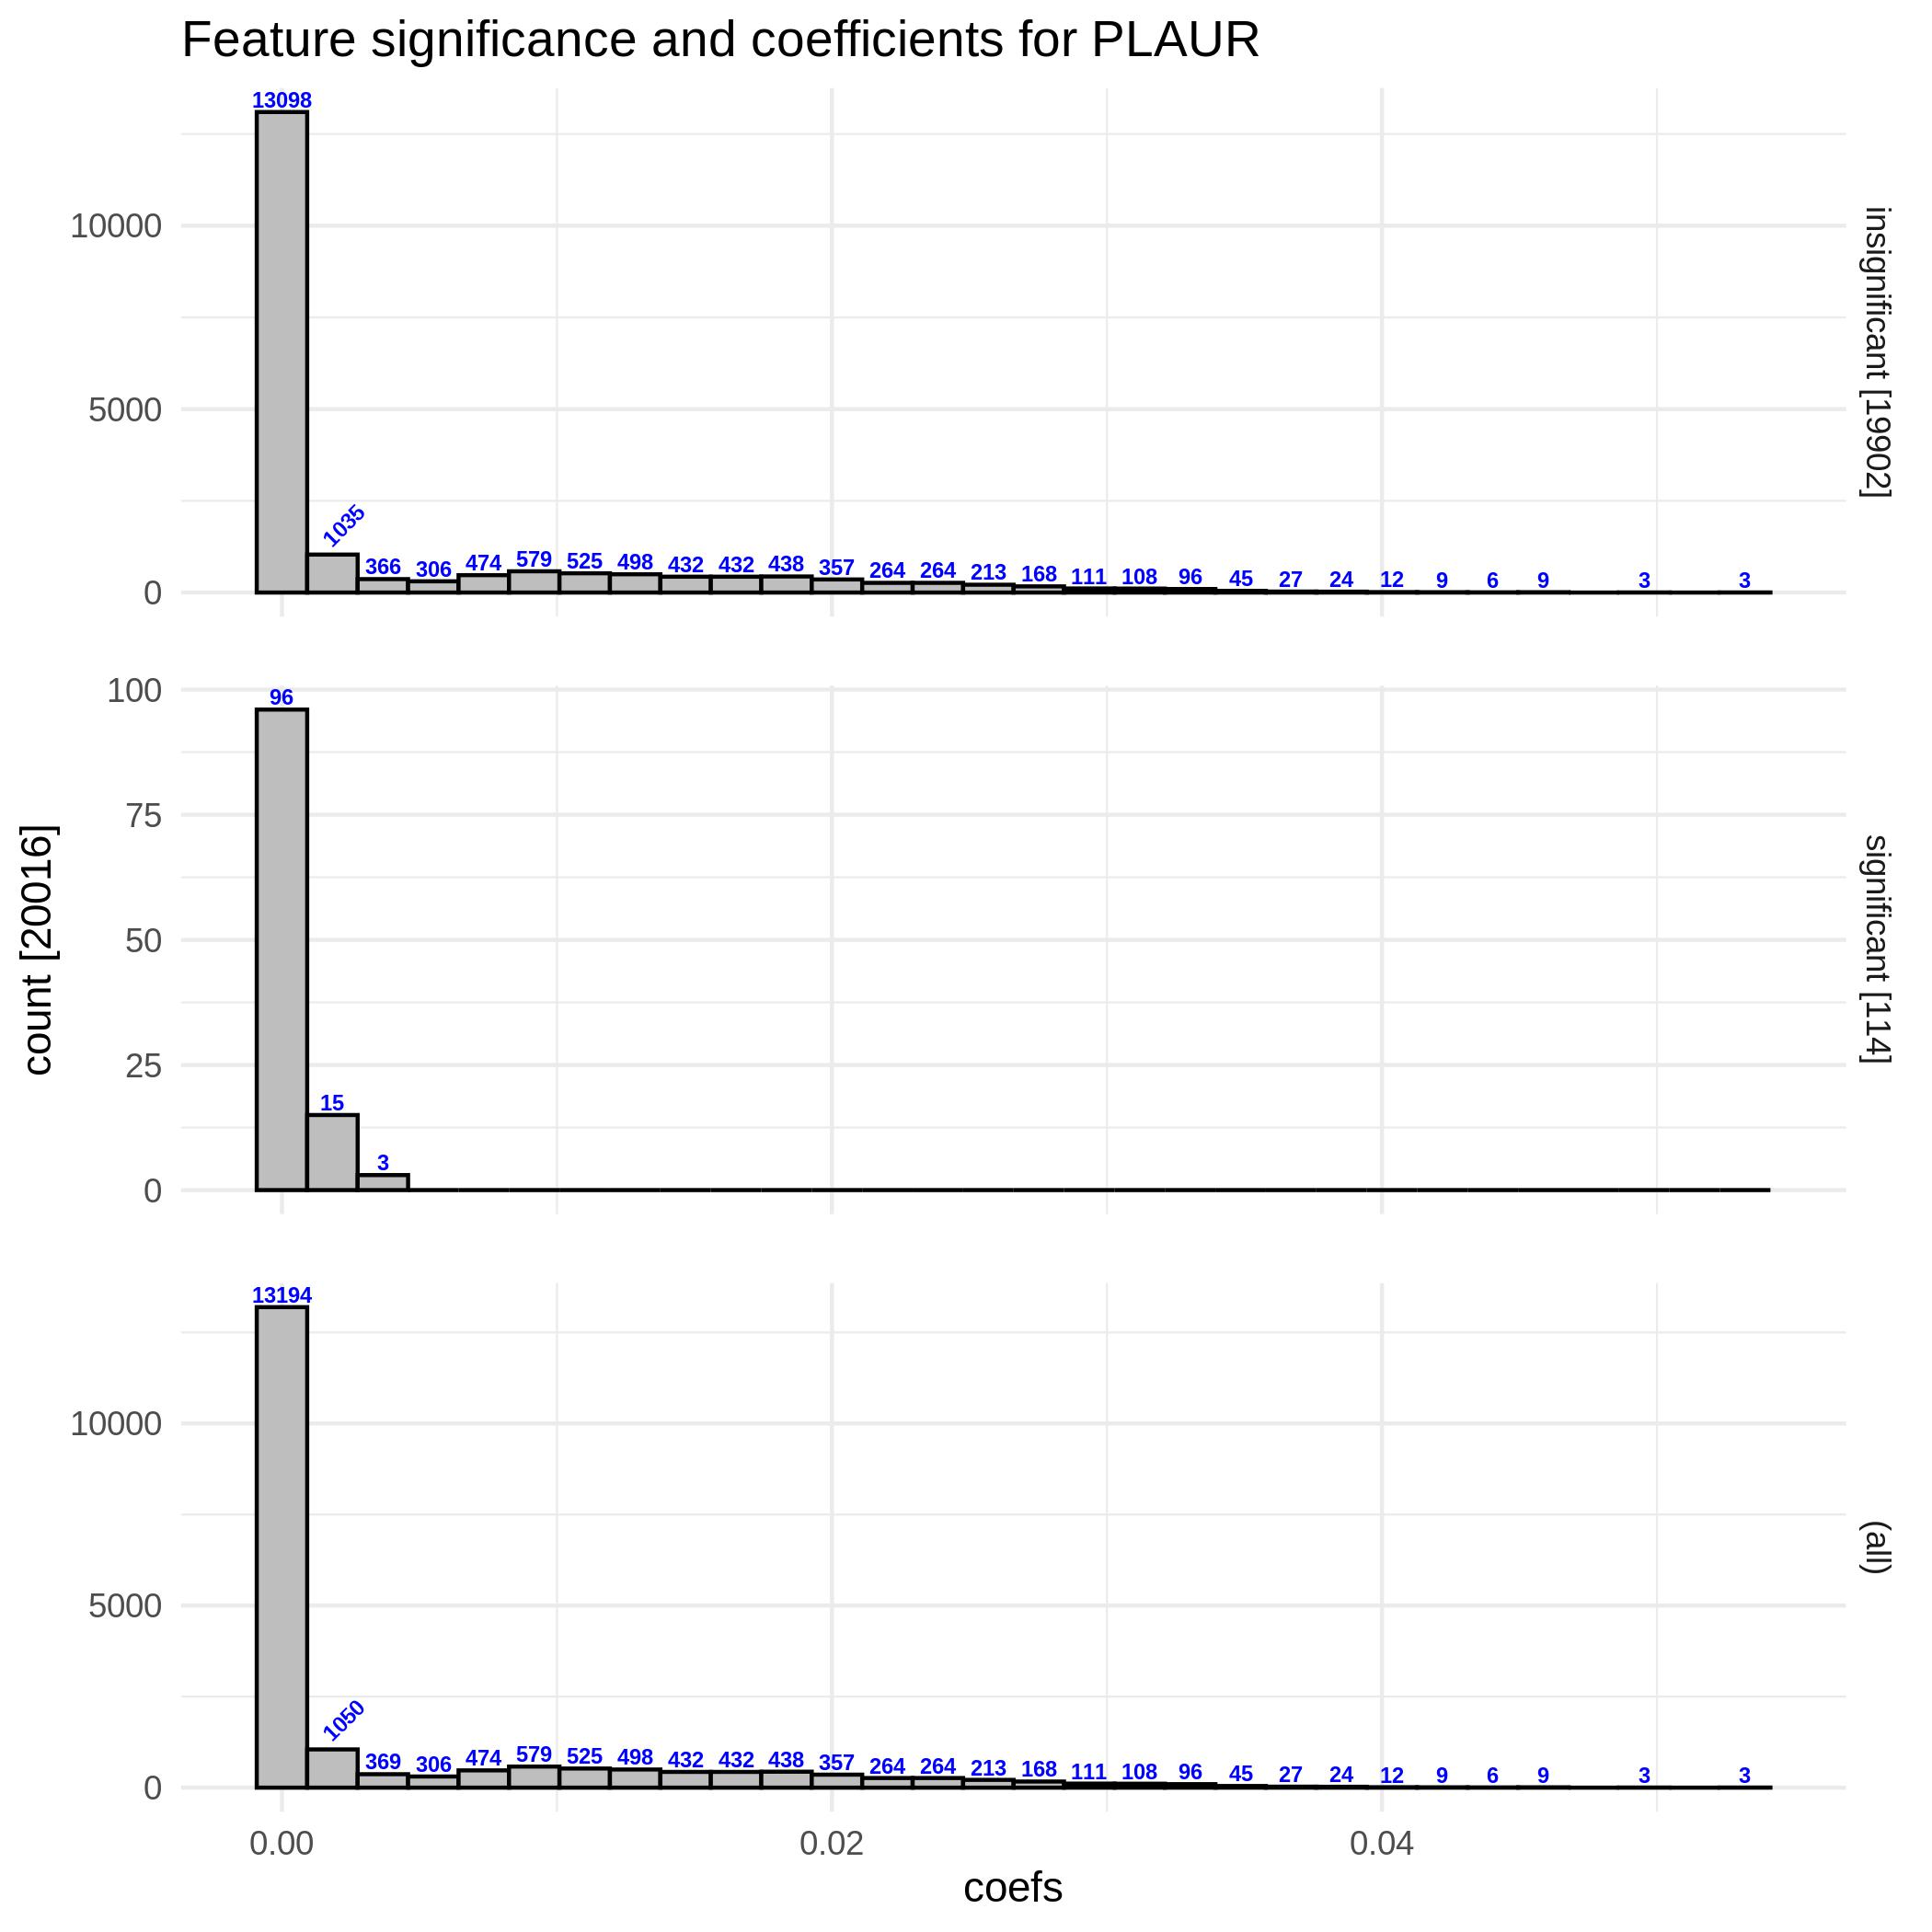 Feature significance and coefficients for PLAUR
count [20016]
13098
10000
5000
0
1035
366 306 474 579 525 498 432 432 438 357 264 264 213 168 111 108 96 45 27 24 12 9 6 9 3 3
insignificant [19902]
100
75
50
25
0
96
15
3
significant [114]
13194
10000
5000
0
1050
369 306 474 579 525 498 432 432 438 357 264 264 213 168 111 108 96 45 27 24 12 9 6 9 3 3
(all)
0.00 0.02 0.04
coefs